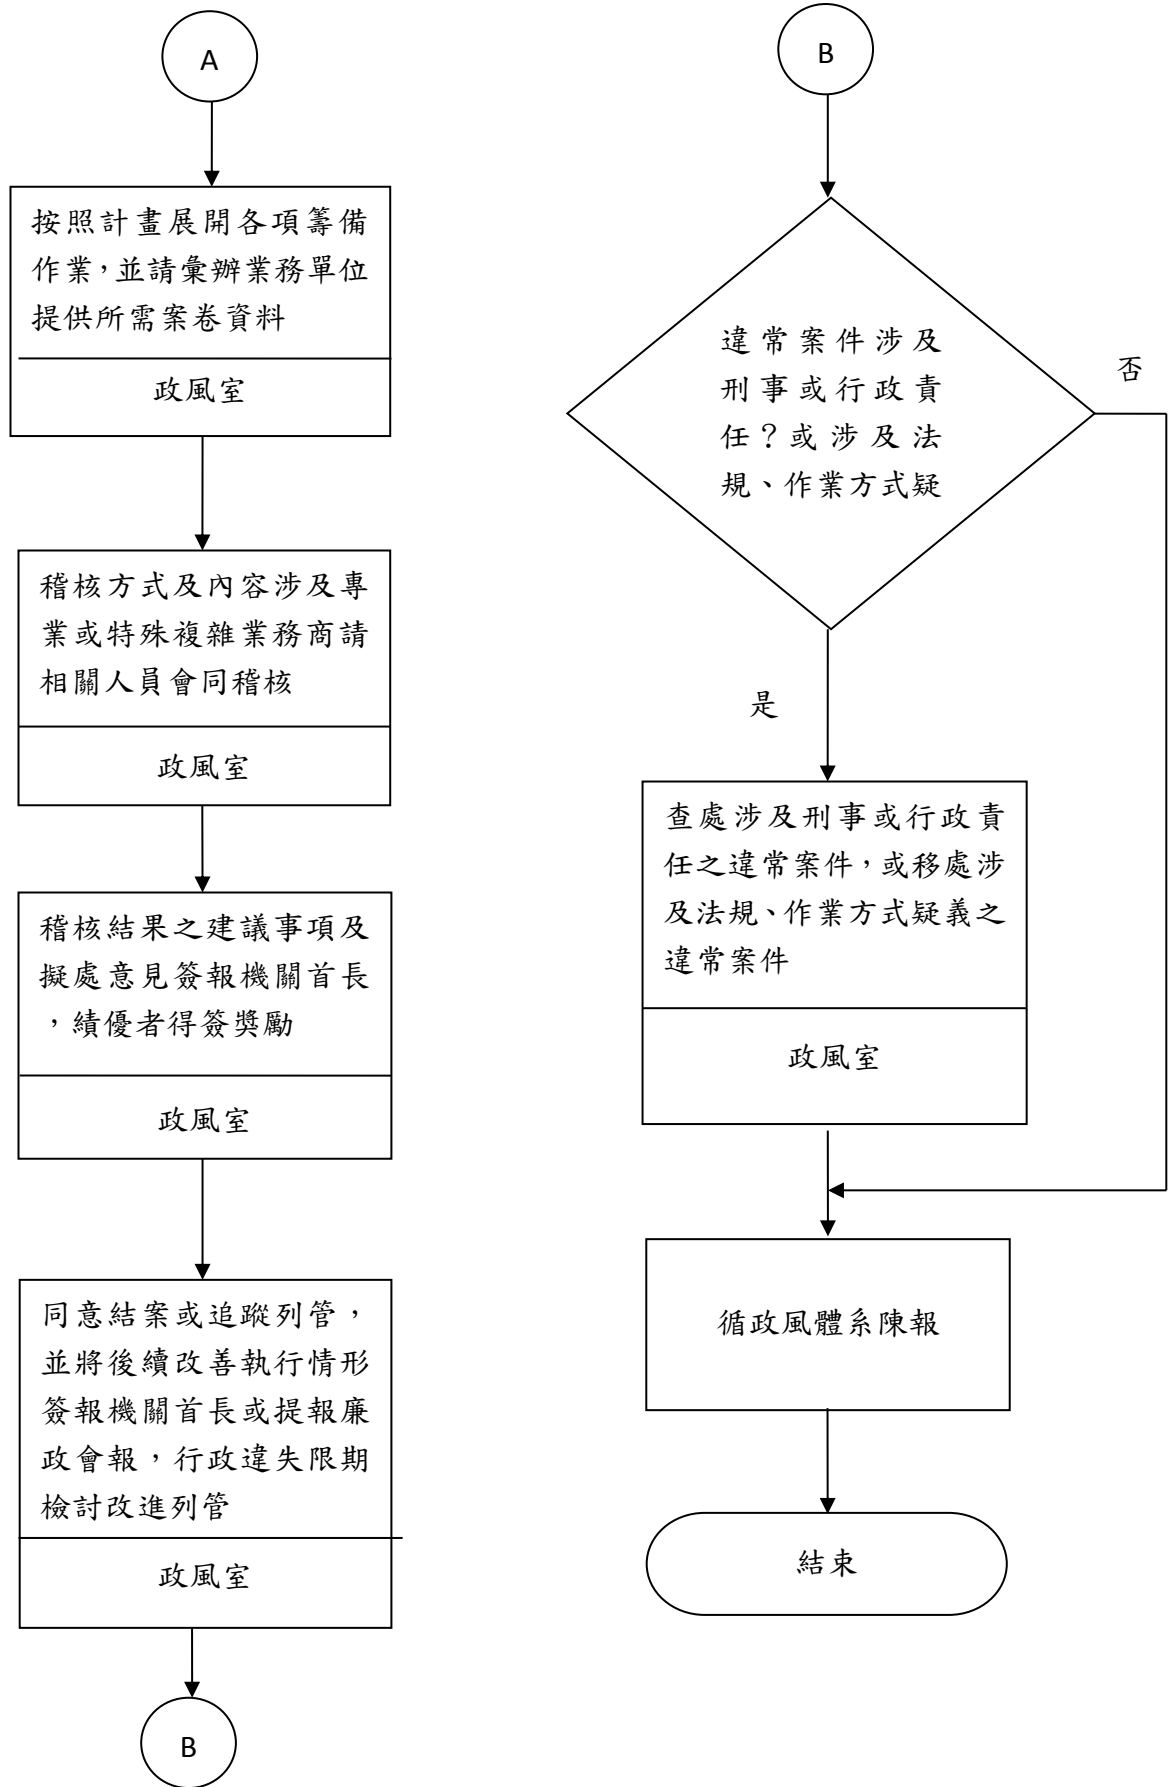 A
按照計畫展開各項籌備
作業，並請彙辦業務單位
提供所需案卷資料
政風室
稽核方式及內容涉及專
業或特殊複雜業務商請
相關人員會同稽核
政風室
稽核結果之建議事項及
擬處意見簽報機關首長
，績優者得簽獎勵
政風室
同意結案或追蹤列管，
並將後續改善執行情形
簽報機關首長或提報廉
政會報，行政違失限期
檢討改進列管
政風室
B
B
違常案件涉及
刑事或行政責
任？或涉及法
規、作業方式疑
否
是
查處涉及刑事或行政責
任之違常案件，或移處涉
及法規、作業方式疑義之
違常案件
政風室
循政風體系陳報
結束